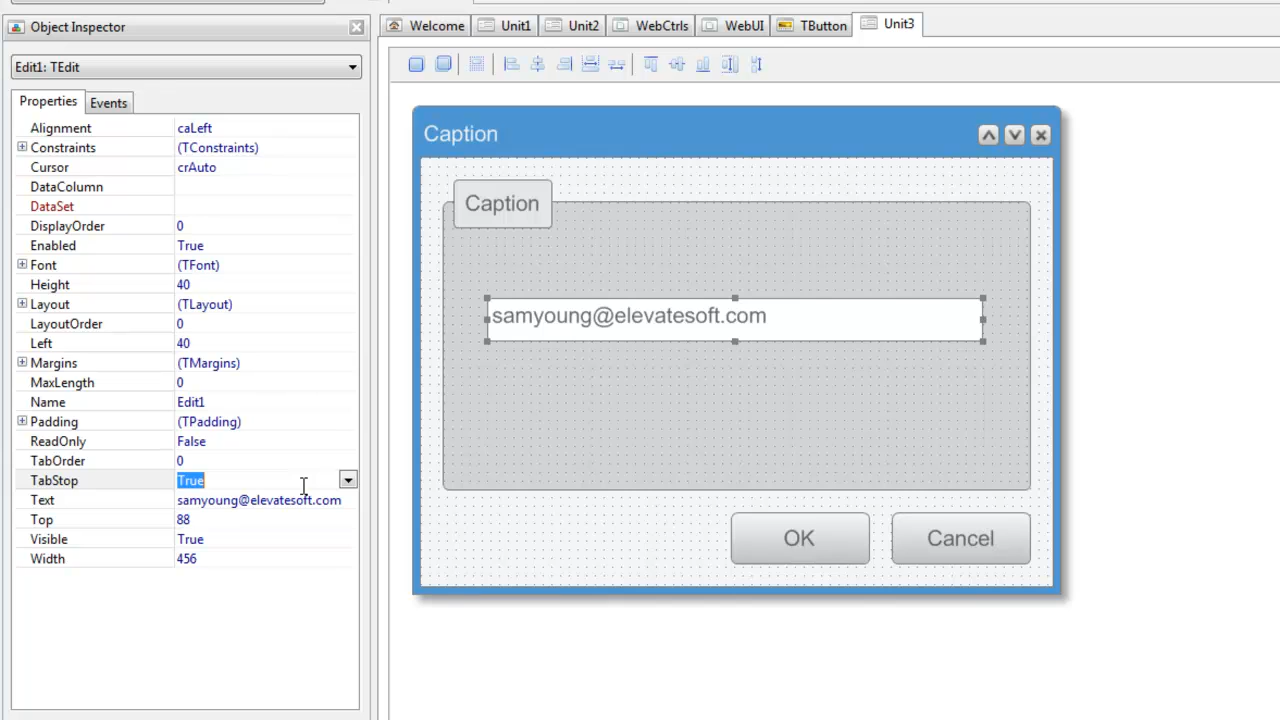 Object Inspector
Welcome
Unit1
Unit2
WebCtrls
WebUI
TButton
Unit3
Edit1: TEdit
Properties
Events
Alignment caLeft
Constraints (TConstraints)
Cursor crAuto
DataColumn
DataSet
DisplayOrder 0
Enabled True
Font (TFont)
Height 40
Layout (TLayout)
LayoutOrder 0
Left 40
Margins (TMargins)
MaxLength 0
Name Edit1
Padding (TPadding)
ReadOnly False
TabOrder 0
TabStop True
Text samyoung@elevatesoft.com
Top 88
Visible True
Width 456
Caption
Caption
samyoung@elevatesoft.com
OK
Cancel